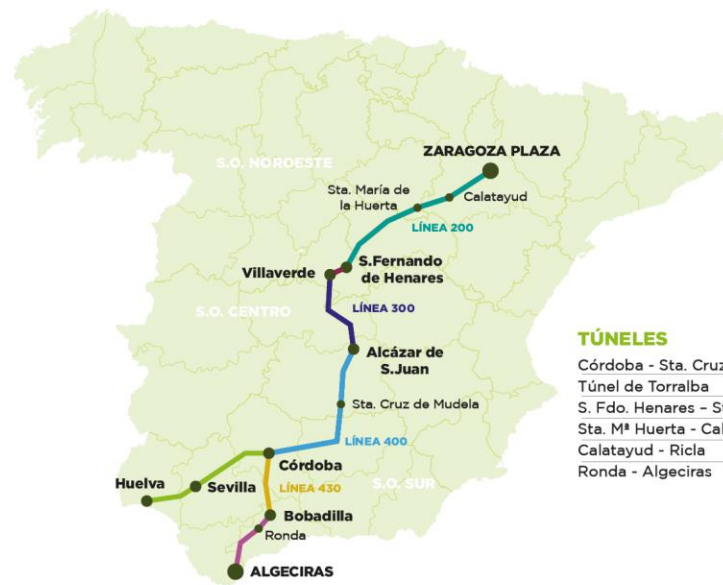 S.O. NOROESTE
ZARAGOZA PLAZA
Sta. María de
la Huerta
Calatayud
LÍNEA 200
S.Fernando
de Henares
Villaverde
LÍNEA 300
S.O. CENTRO
Alcázar de
S.Juan
Sta. Cruz de Mudela
LÍNEA 400
Córdoba
Huelva
Sevilla
LÍNEA 430
S.O. SUR
Bobadilla
Ronda
ALGECIRAS
TÚNELES
Córdoba - Sta. Cruz
Túnel de Torralba
S. Fdo. Henares – St
Sta. Mª Huerta - Cal
Calatayud - Ricla
Ronda - Algeciras